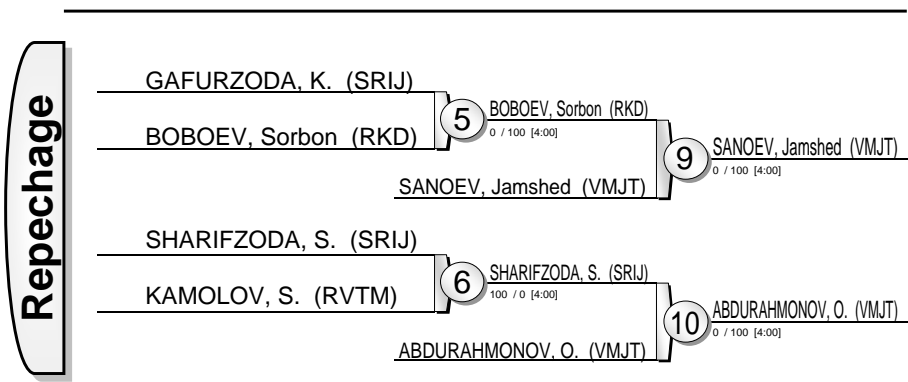 Repechage
GAFURZODA, K. (SRIJ)
BOBOEV, Sorbon (RKD)
5
BOBOEV, Sorbon (RKD)
0 / 100 [4:00]
SANOEV, Jamshed (VMJT)
9
SANOEV, Jamshed (VMJT)
0 / 100 [4:00]
SHARIFZODA, S. (SRIJ)
KAMOLOV, S. (RVTM)
6
SHARIFZODA, S. (SRIJ)
100 / 0 [4:00]
ABDURAHMONOV, O. (VMJT)
10
ABDURAHMONOV, O. (VMJT)
0 / 100 [4:00]